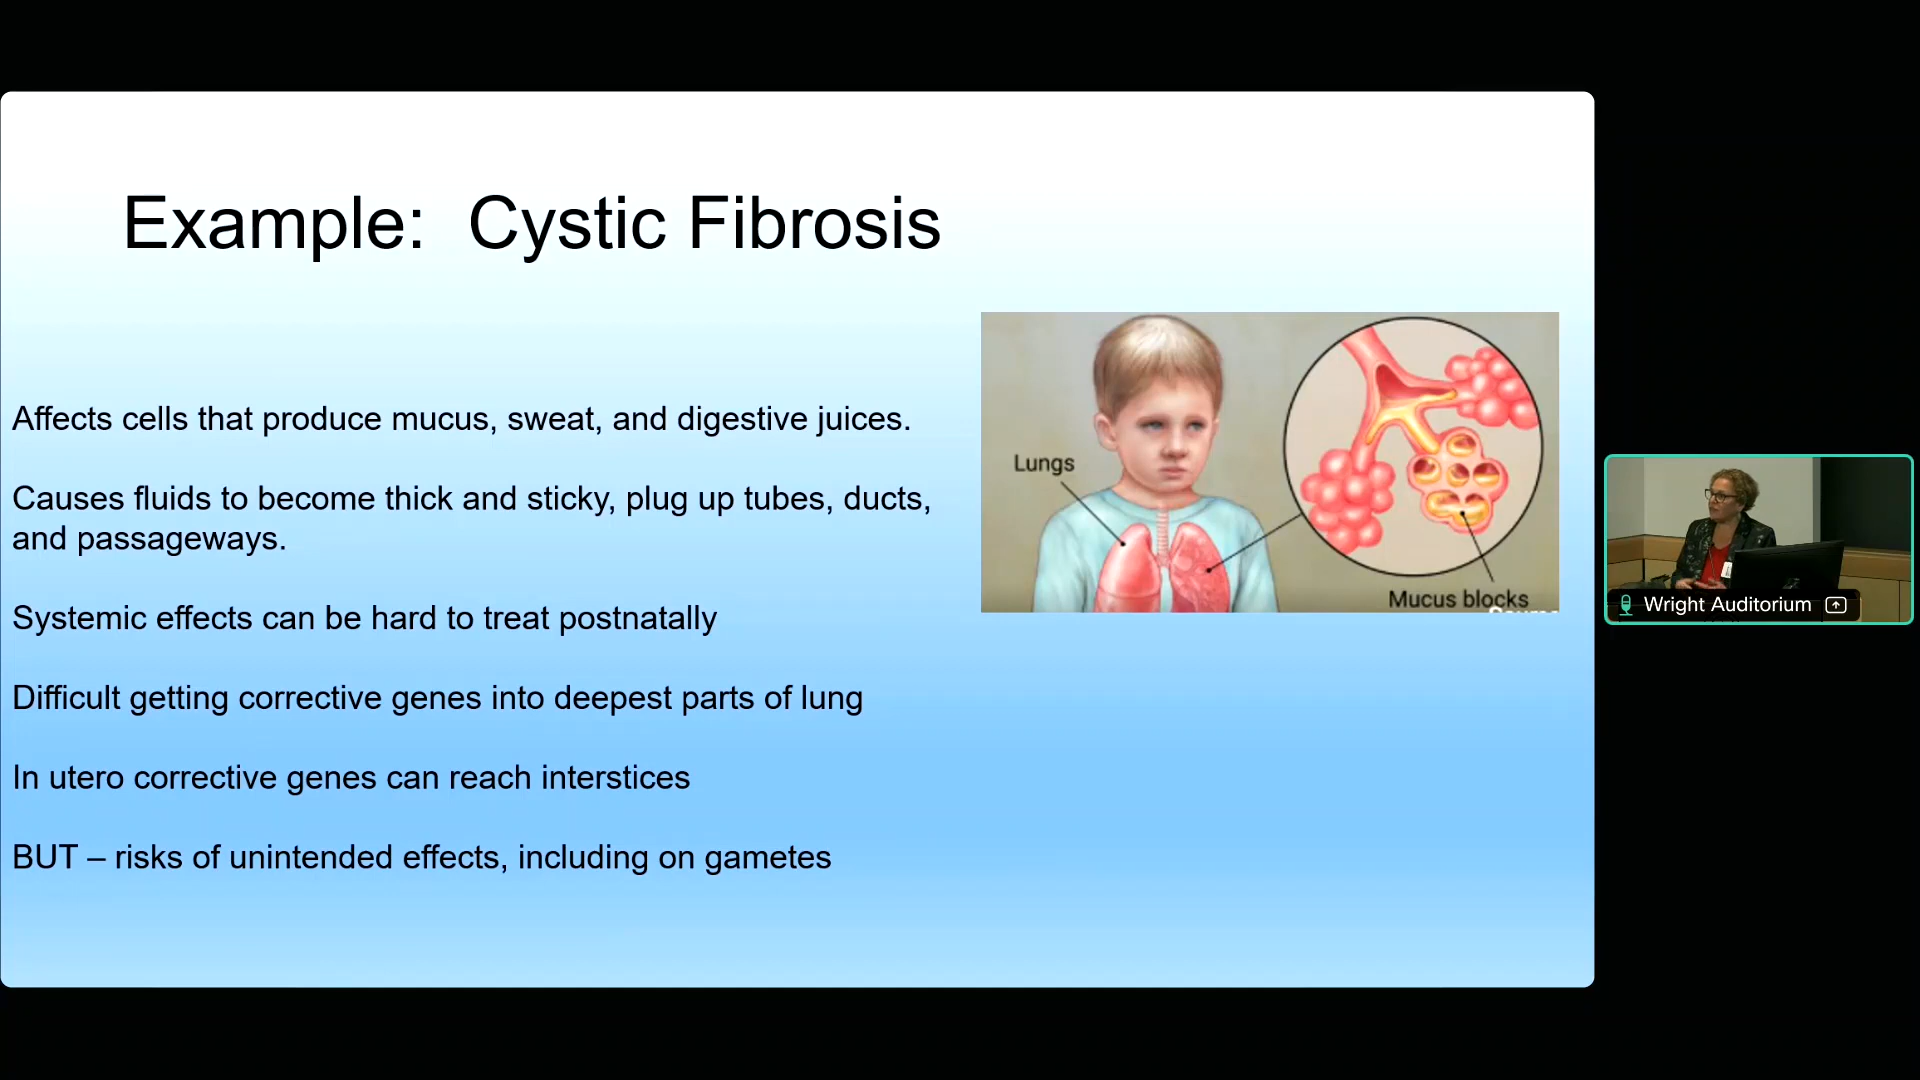 Example: Cystic Fibrosis
Affects cells that produce mucus, sweat, and digestive juices.
Causes fluids to become thick and sticky, plug up tubes, ducts,
and passageways.
Systemic effects can be hard to treat postnatally
Difficult getting corrective genes into deepest parts of lung
In utero corrective genes can reach interstices
BUT – risks of unintended effects, including on gametes
Lungs
Mucus blocks
Wright Auditorium